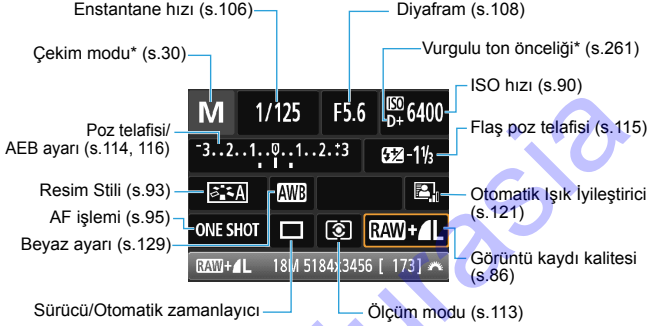 Enstantane hızı (s.106)
Diyafram (s.108)
Çekim modu* (s.30)
Vurgulu ton önceliği* (s.261)
ISO hızı (s.90)
M 1/125 F5.6 ISO D+ 6400
Poz telafisi/
AEB ayarı (s.114, 116)
-3..2..1..0..1..2.:3
-1⅓
Flaş poz telafisi (s.115)
Resim Stili (s.93)
A AWB
Otomatik Işık İyileştirici
(s.121)
AF işlemi (s.95)
ONE SHOT RAW+L
Beyaz ayarı (s.129)
Görüntü kaydı kalitesi
(s.86)
RAW+L 18M 5184x3456 [ 173]
Sürücü/Otomatik zamanlayıcı
Ölçüm modu (s.113)